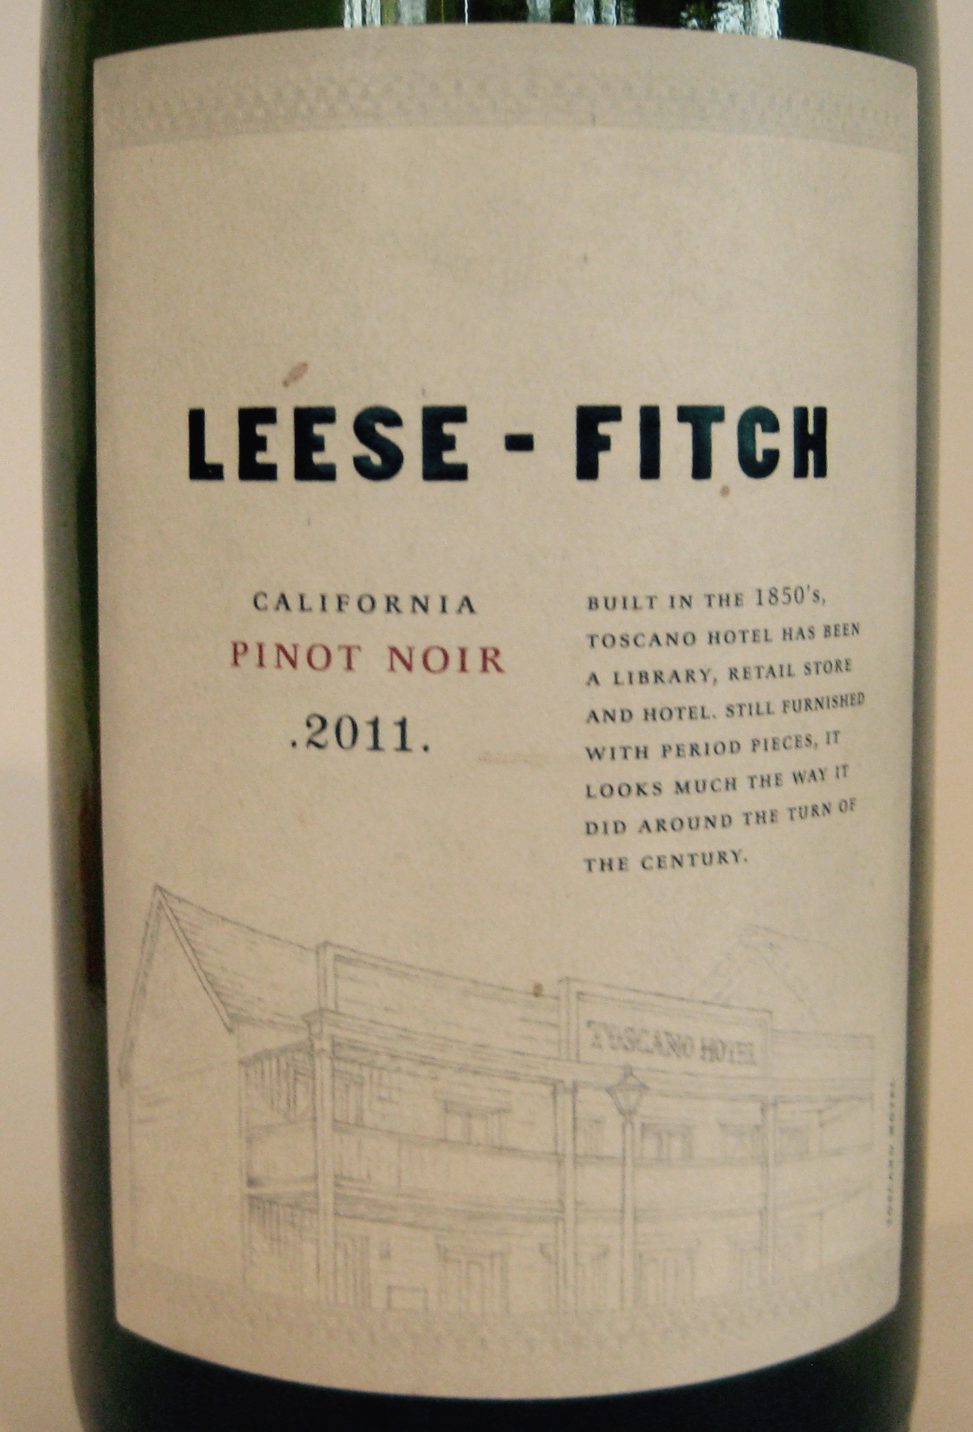 LEESE - FITCH
CALIFORNIA
PINOT NOIR
.2011.
BUILT IN THE 1850's,
TOSCANO HOTEL HAS BEEN
A LIBRARY, RETAIL STORE
AND HOTEL. STILL FURNISHED
WITH PERIOD PIECES, IT
LOOKS MUCH THE WAY IT
DID AROUND THE TURN OF
THE CENTURY.
TOSCANO HOTEL
TOSCANO HOTEL